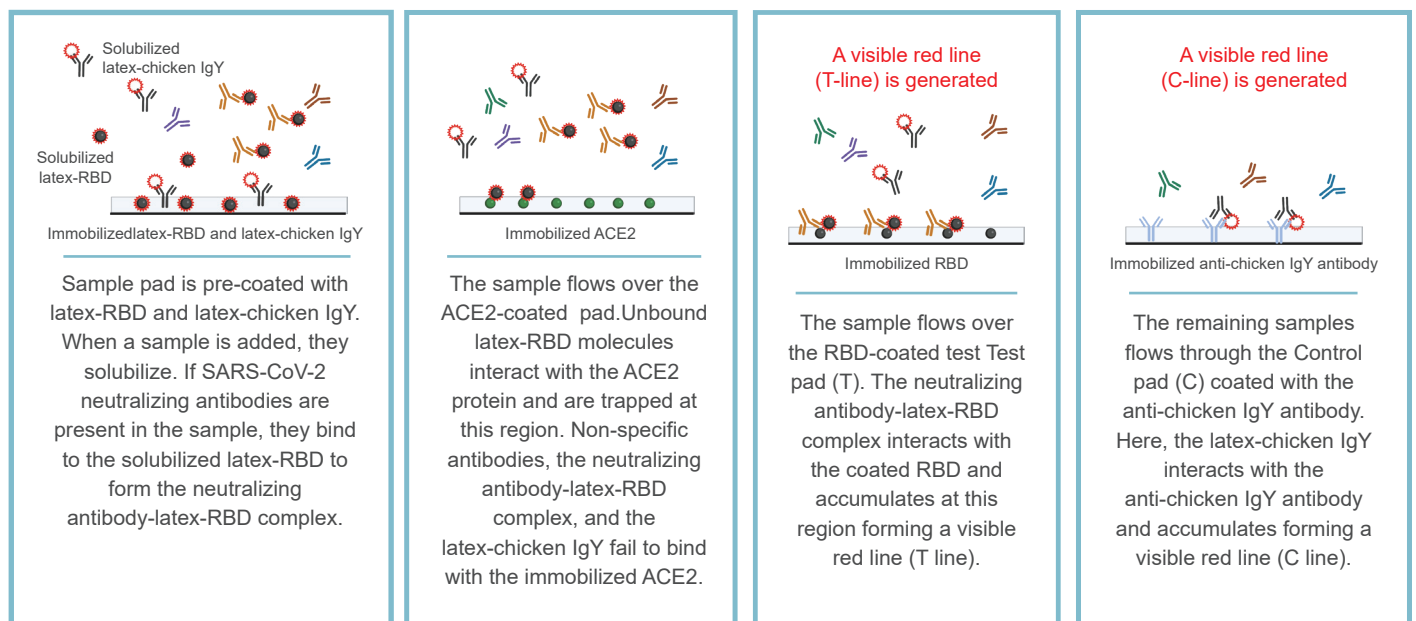 Solubilized
latex-chicken IgY
Solubilized
latex-RBD
Immobilizedlatex-RBD and latex-chicken IgY
Sample pad is pre-coated with
latex-RBD and latex-chicken IgY.
When a sample is added, they
solubilize. If SARS-CoV-2
neutralizing antibodies are
present in the sample, they bind
to the solubilized latex-RBD to
form the neutralizing
antibody-latex-RBD complex.
Immobilized ACE2
The sample flows over the
ACE2-coated pad.Unbound
latex-RBD molecules
interact with the ACE2
protein and are trapped at
this region. Non-specific
antibodies, the neutralizing
antibody-latex-RBD
complex, and the
latex-chicken IgY fail to bind
with the immobilized ACE2.
A visible red line
(T-line) is generated
Immobilized RBD
The sample flows over
the RBD-coated test Test
pad (T). The neutralizing
antibody-latex-RBD
complex interacts with
the coated RBD and
accumulates at this
region forming a visible
red line (T line).
A visible red line
(C-line) is generated
Immobilized anti-chicken IgY antibody
The remaining samples
flows through the Control
pad (C) coated with the
anti-chicken IgY antibody.
Here, the latex-chicken IgY
interacts with the
anti-chicken IgY antibody
and accumulates forming a
visible red line (C line).